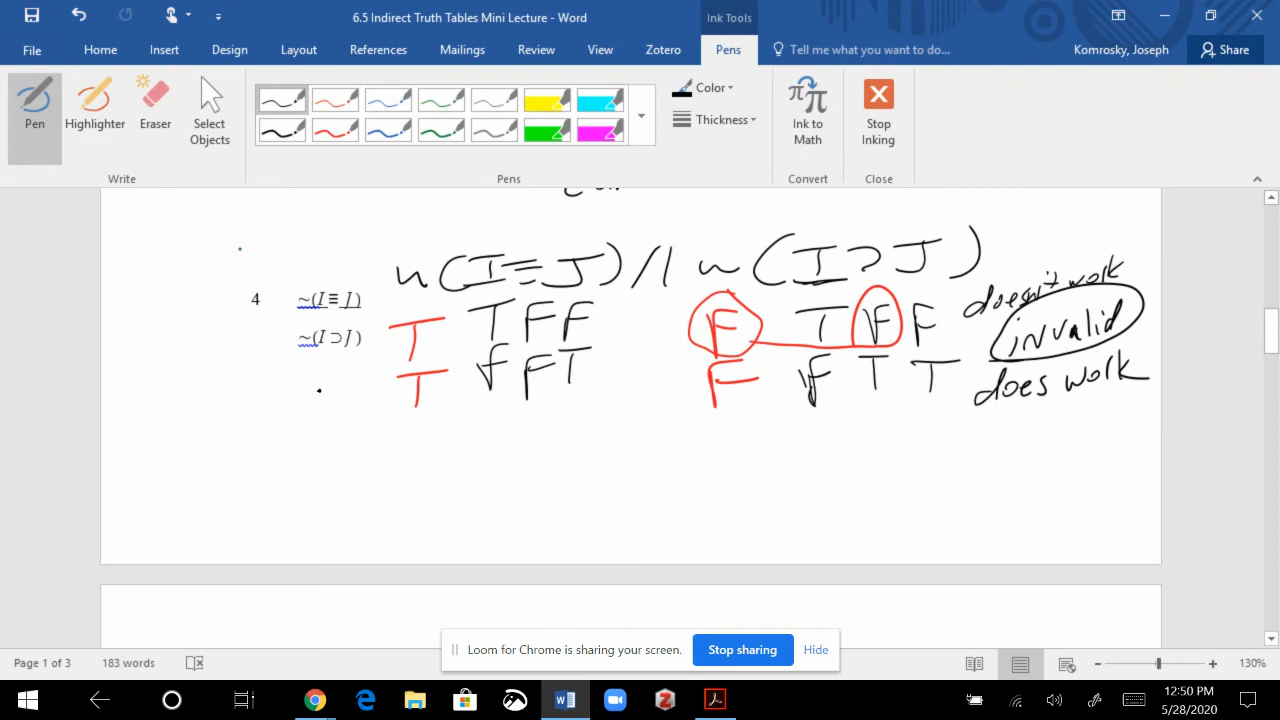 6.5 Indirect Truth Tables Mini Lecture - Word
Ink Tools
File Home Insert Design Layout References Mailings Review View Zotero Pens Tell me what you want to do... Komrosky, Joseph Share
Pen Highlighter Eraser Select Objects
Color
Thickness
Ink to Math
Stop Inking
Write Pens Convert Close
~(I ≡ J) // ~(I ⊃ J)
4 ~(I ≡ J)
~(I ⊃ J)
doesn't work
T T F F F T F F invalid
T F F T F F T T does work
Loom for Chrome is sharing your screen. Stop sharing Hide
Page 1 of 3 183 words 130%
12:50 PM
5/28/2020